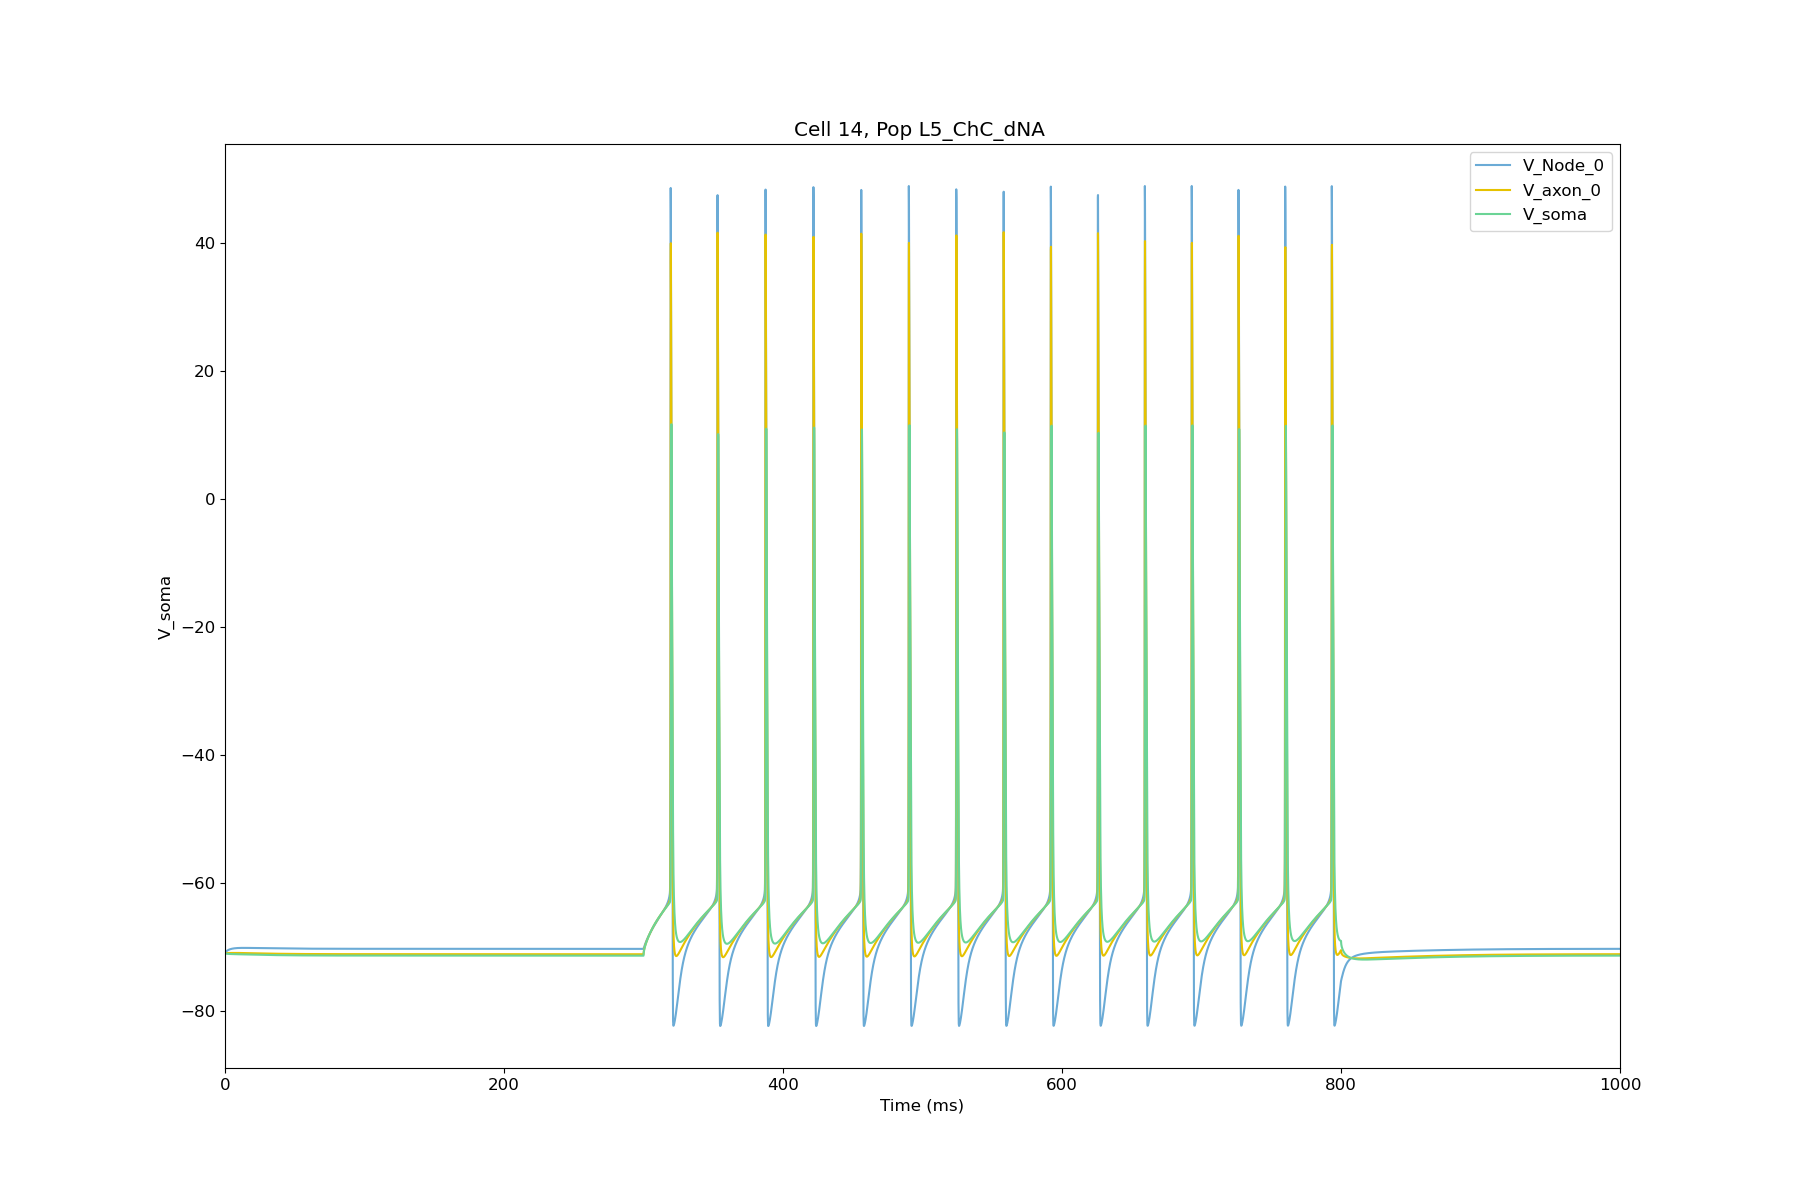 Cell 14, Pop L5_ChC_dNA
V_Node_0
V_axon_0
V_soma
40
20
0
−20
−40
−60
−80
V_soma
0 200 400 600 800 1000
Time (ms)